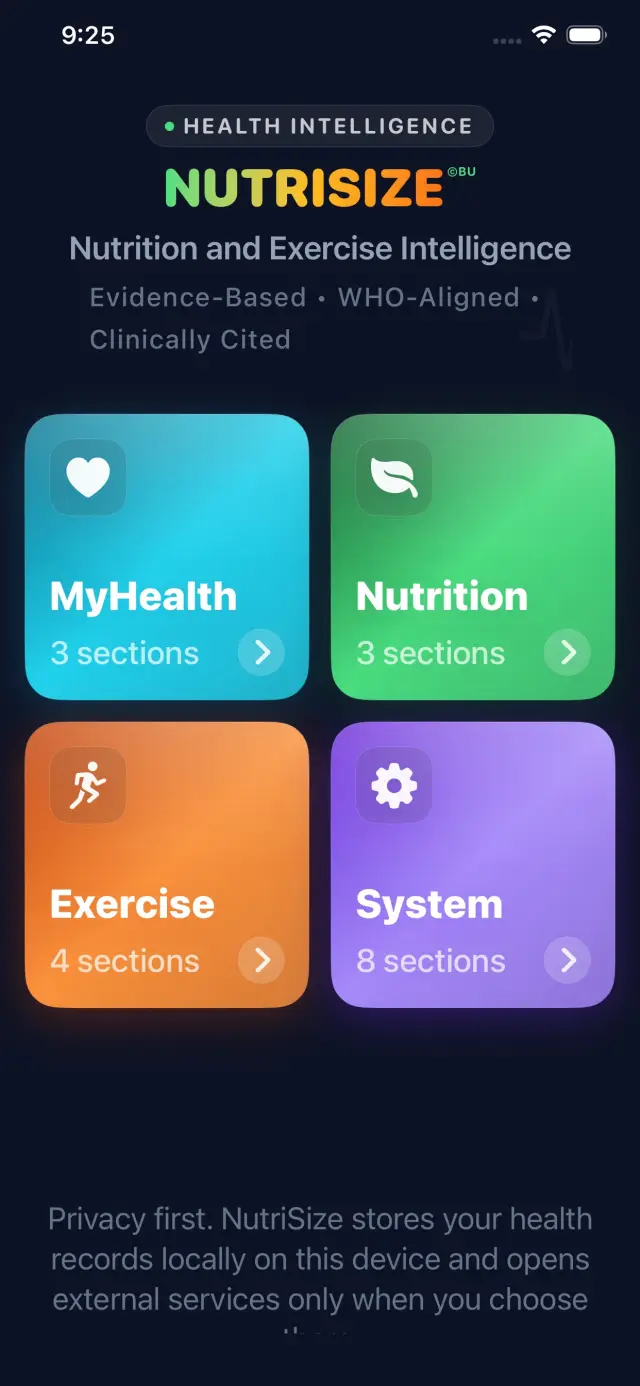 9:25
HEALTH INTELLIGENCE
NUTRISIZE ©BU
Nutrition and Exercise Intelligence
Evidence-Based • WHO-Aligned •
Clinically Cited
MyHealth
3 sections
Nutrition
3 sections
Exercise
4 sections
System
8 sections
Privacy first. NutriSize stores your health
records locally on this device and opens
external services only when you choose